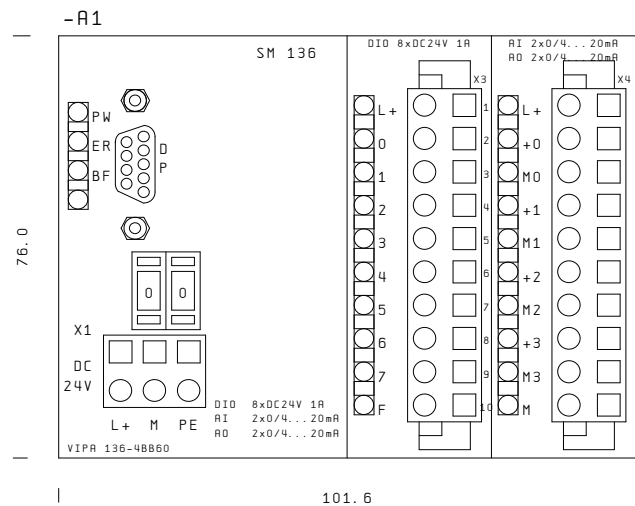 -A1
SM 136
DIO 8xDC24V 1A
AI 2x0/4...20mA
AO 2x0/4...20mA
X3
X4
PW
ER
BF
D
P
L+
0
1
2
3
4
5
6
7
F
1
2
3
4
5
6
7
8
9
10
L+
+0
M0
+1
M1
+2
M2
+3
M3
M
76.0
0 0
X1
DC
24V
L+ M PE
DIO 8xDC24V 1A
AI 2x0/4...20mA
AO 2x0/4...20mA
VIPA 136-4BB60
101.6